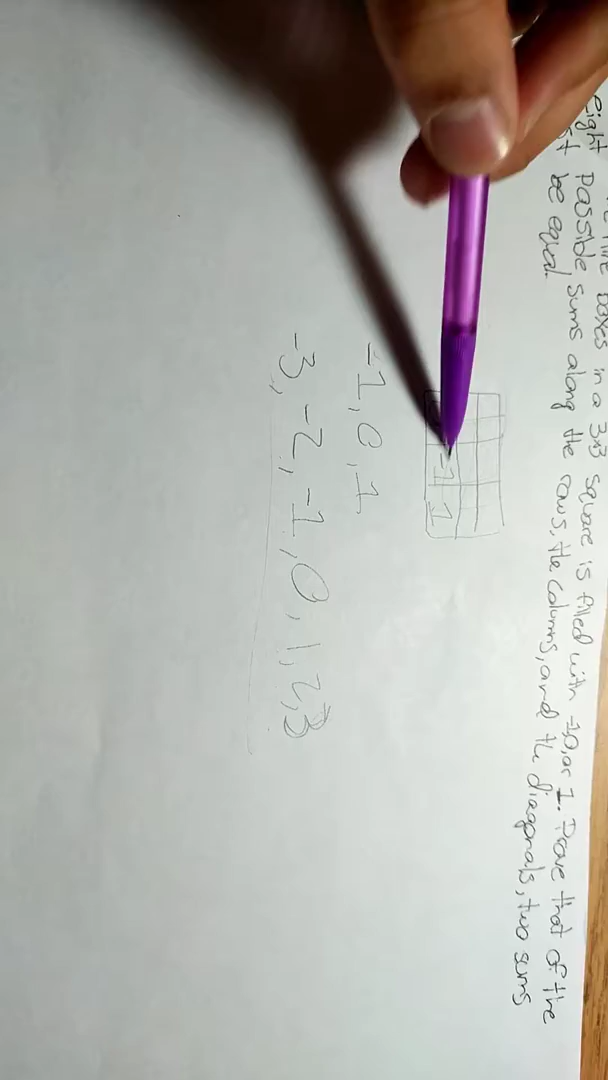 boxes in a 3x3 square is filled with -1,0,or 1. Prove that of the
eight possible sums along the rows, the columns, and the diagonals, two sums
be equal.
-1
1
-1, 0, 1
-3, -2, -1, 0, 1, 2, 3